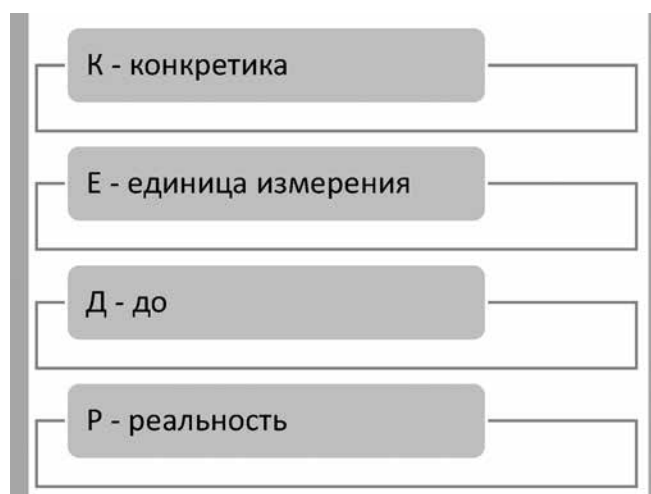 К - конкретика
Е - единица измерения
Д - до
Р - реальность